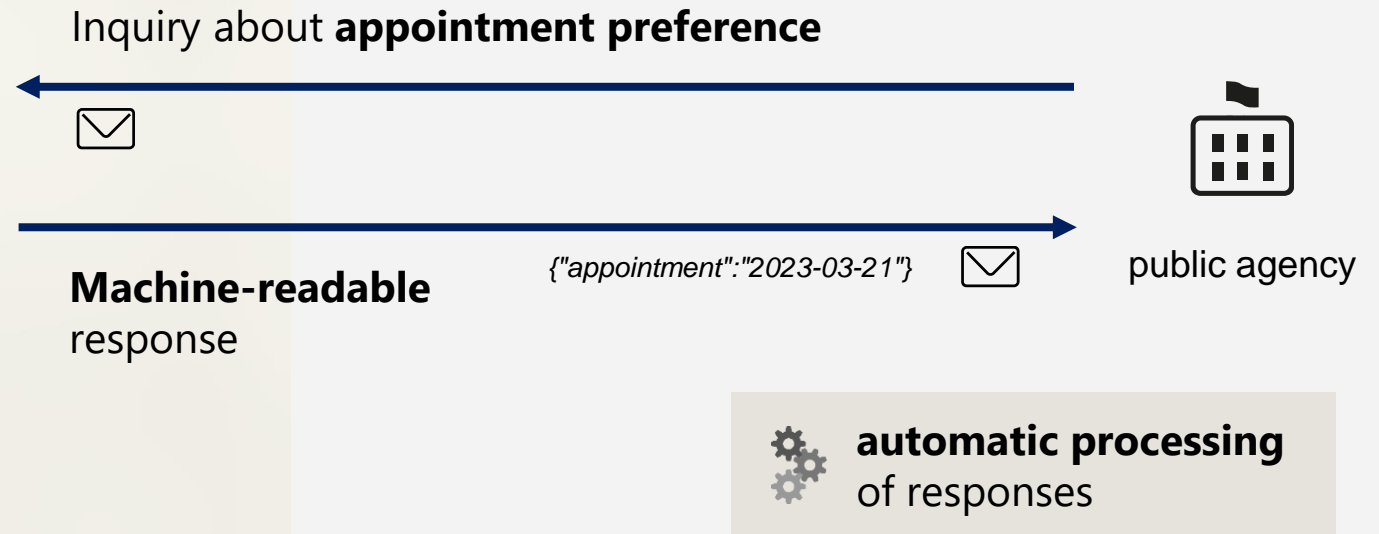 Inquiry about appointment preference
{"appointment":"2023-03-21"}
public agency
Machine-readable
response
automatic processing
of responses